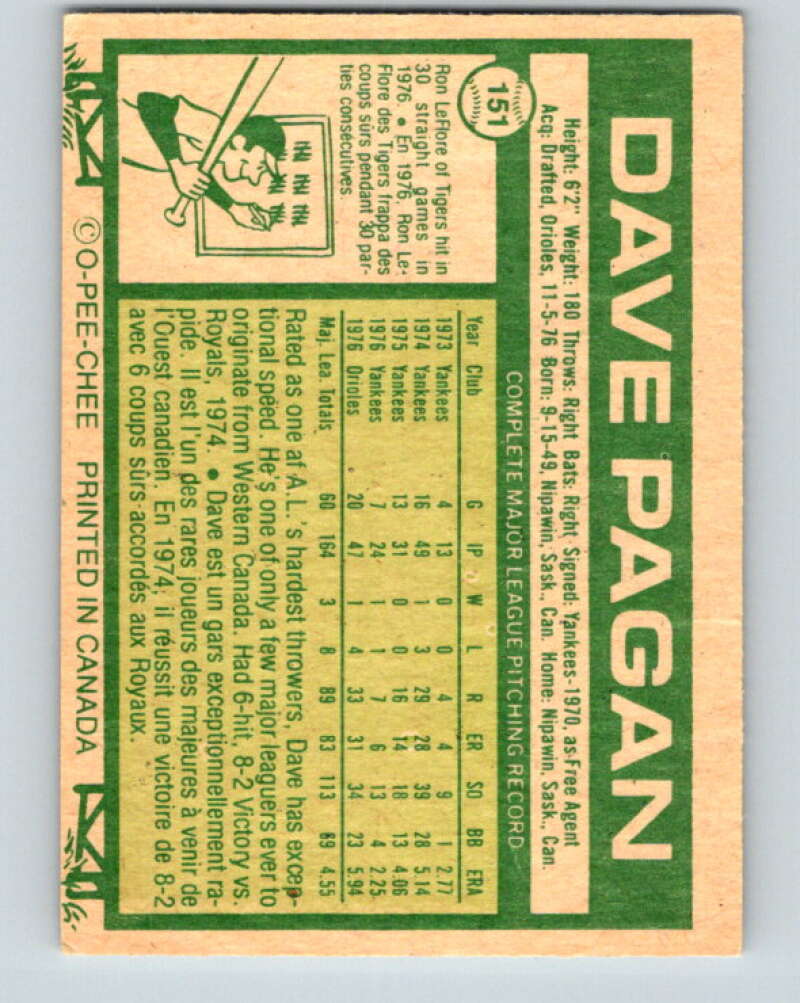 151
DAVE PAGAN
Height: 6'2" Weight: 180 Throws: Right Bats: Right Signed: Yankees-1970, as Free Agent
Acq: Drafted, Orioles, 11-5-76 Born: 9-15-49, Nipawin, Sask., Can. Home: Nipawin, Sask., Can.
COMPLETE MAJOR LEAGUE PITCHING RECORD
Year Club G IP W L R ER SO BB ERA
1973 Yankees 4 13 0 0 4 4 9 1 2.77
1974 Yankees 16 49 1 3 29 28 39 28 5.14
1975 Yankees 13 31 0 0 16 14 18 13 4.06
1976 Yankees 7 24 1 1 7 6 13 4 2.25
1976 Orioles 20 47 1 4 33 31 34 23 5.94
Maj. Lea. Totals 60 164 3 8 89 83 113 69 4.55
Rated as one af A.L.'s hardest throwers, Dave has excep-
tional speed. He's one of only a few major leaguers ever to
originate from Western Canada. Had 6-hit, 8-2 Victory vs.
Royals, 1974. • Dave est un gars exceptionnellement ra-
pide. Il est l'un des rares joueurs des majeures à venir de
l'Ouest canadien. En 1974, il réussit une victoire de 8-2
avec 6 coups sûrs accordés aux Royaux.
Ron LeFlore of Tigers hit in
30 straight games in
1976. • En 1976, Ron Le-
Flore des Tigers frappa des
coups sûrs pendant 30 par-
ties consécutives.
© O-PEE-CHEE PRINTED IN CANADA